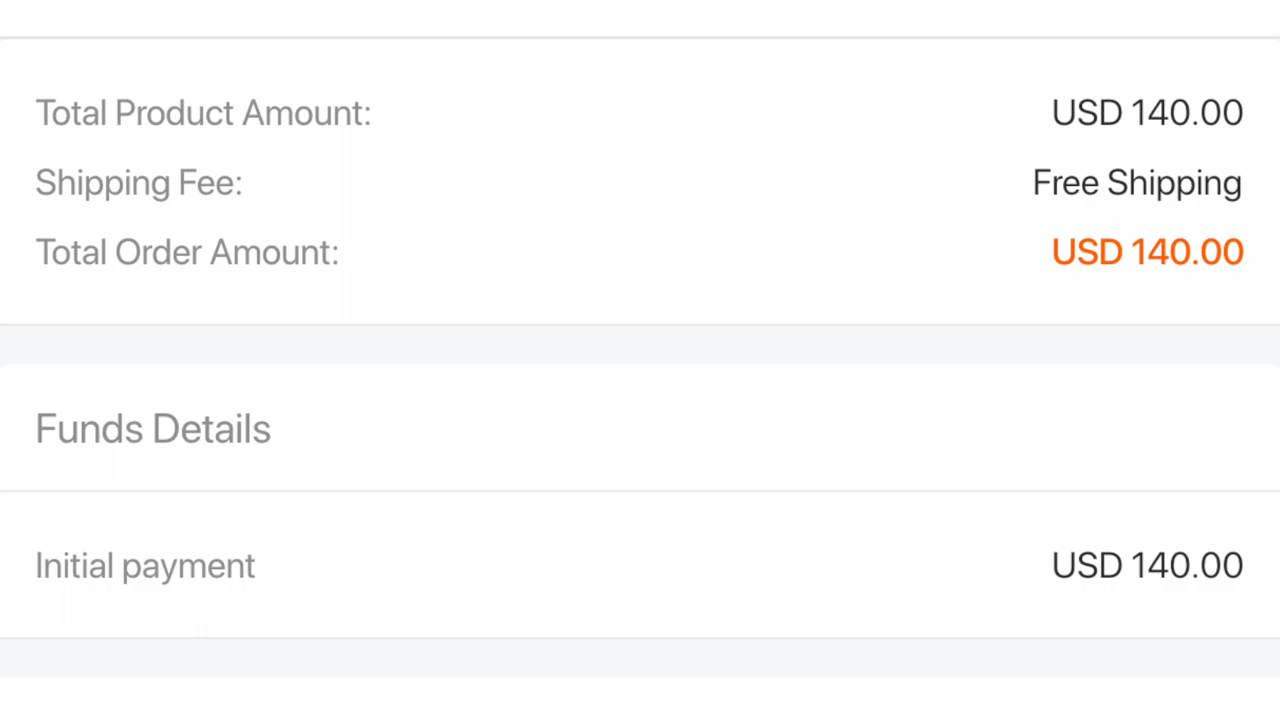 Total Product Amount: USD 140.00
Shipping Fee: Free Shipping
Total Order Amount: USD 140.00
Funds Details
Initial payment USD 140.00